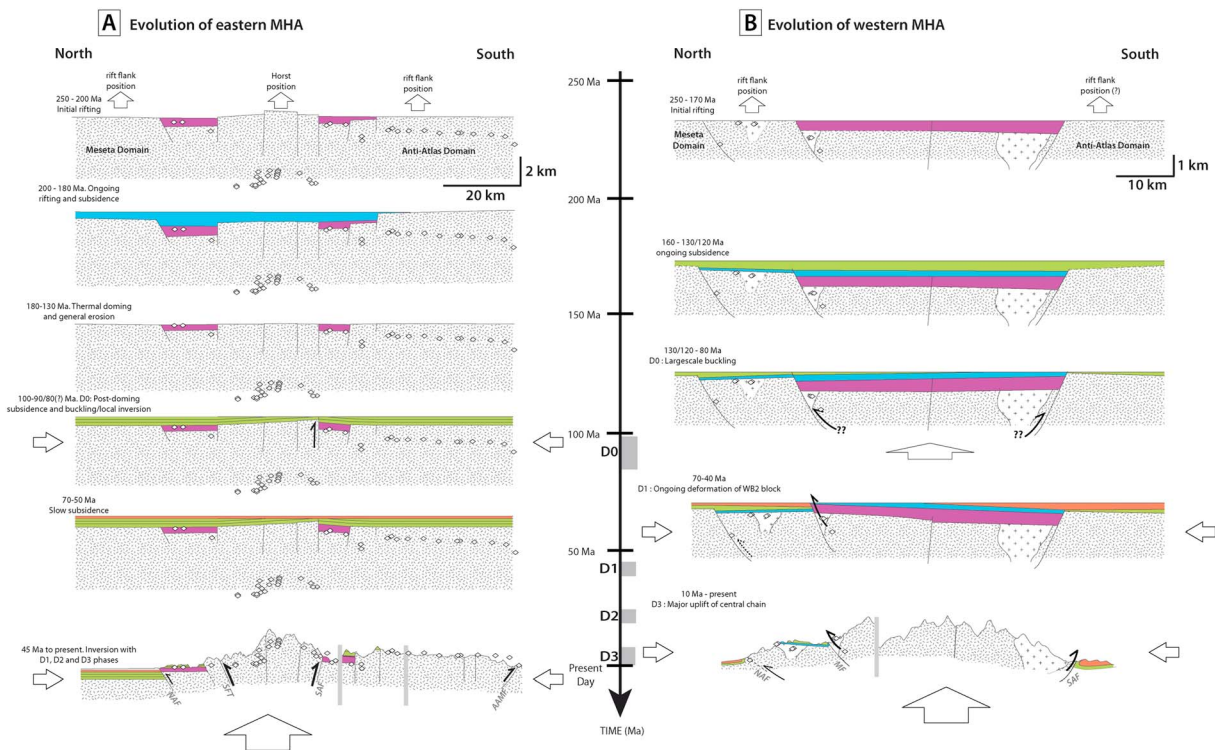 A Evolution of eastern MHA
North
South
rift flank
position
Horst
position
rift flank
position
250 - 200 Ma
Initial rifting
Meseta Domain
Anti-Atlas Domain
2 km
20 km
200 - 180 Ma. Ongoing
rifting and subsidence
180-130 Ma. Thermal doming
and general erosion
100-90/80(?) Ma. D0: Post-doming
subsidence and buckling/local inversion
70-50 Ma
Slow subsidence
45 Ma to present. Inversion with
D1, D2 and D3 phases
NAF
SFT
SAF
AAMF
250 Ma
200 Ma
150 Ma
100 Ma
D0
50 Ma
D1
D2
D3
Present
Day
TIME (Ma)
B Evolution of western MHA
North
South
rift flank
position
rift flank
position (?)
250 - 170 Ma
Initial rifting
Meseta
Domain
Anti-Atlas Domain
1 km
10 km
160 - 130/120 Ma
ongoing subsidence
130/120 - 80 Ma
D0 : Largescale buckling
??
??
70-40 Ma
D1 : Ongoing deformation of WB2 block
10 Ma - present
D3 : Major uplift of central chain
NAF
MF
SAF